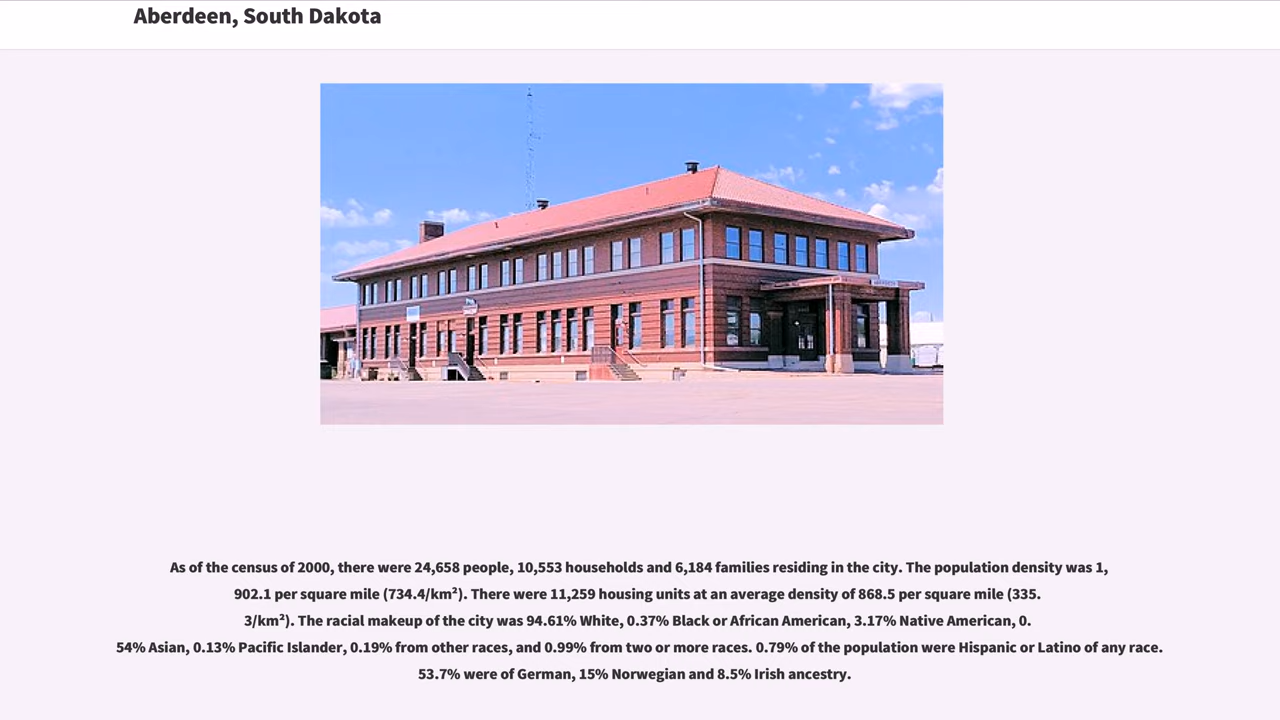 Aberdeen, South Dakota
As of the census of 2000, there were 24,658 people, 10,553 households and 6,184 families residing in the city. The population density was 1,
902.1 per square mile (734.4/km²). There were 11,259 housing units at an average density of 868.5 per square mile (335.
3/km²). The racial makeup of the city was 94.61% White, 0.37% Black or African American, 3.17% Native American, 0.
54% Asian, 0.13% Pacific Islander, 0.19% from other races, and 0.99% from two or more races. 0.79% of the population were Hispanic or Latino of any race.
53.7% were of German, 15% Norwegian and 8.5% Irish ancestry.